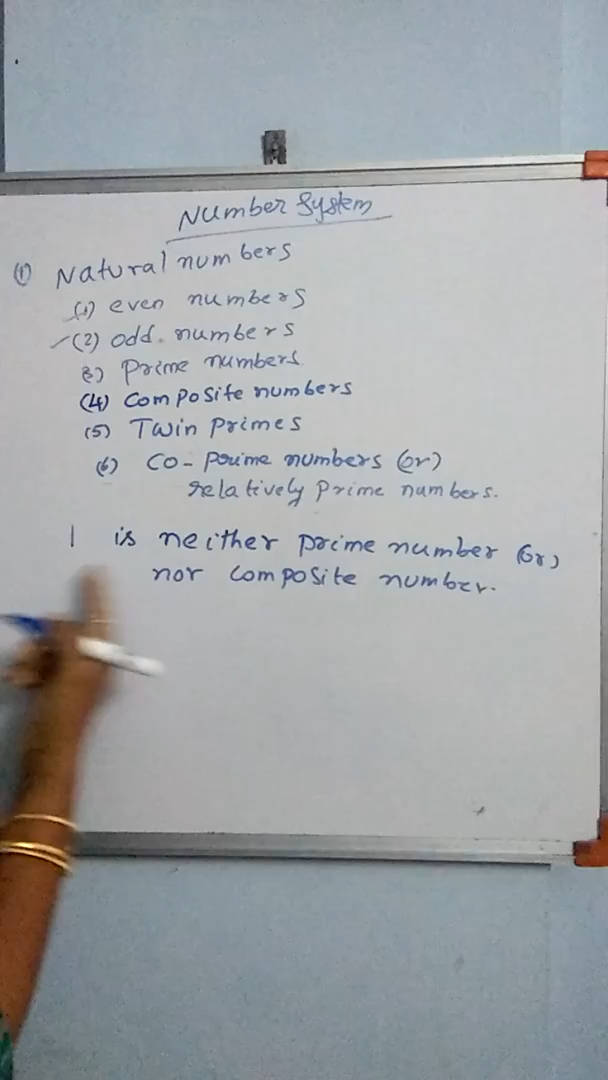 Number System
(1) Natural numbers
(1) even numbers
(2) odd. numbers
3) Prime numbers
(4) Composite numbers
(5) Twin Primes
(6) Co-Prime numbers (or)
relatively Prime numbers.
1 is neither prime number (or)
nor composite number.